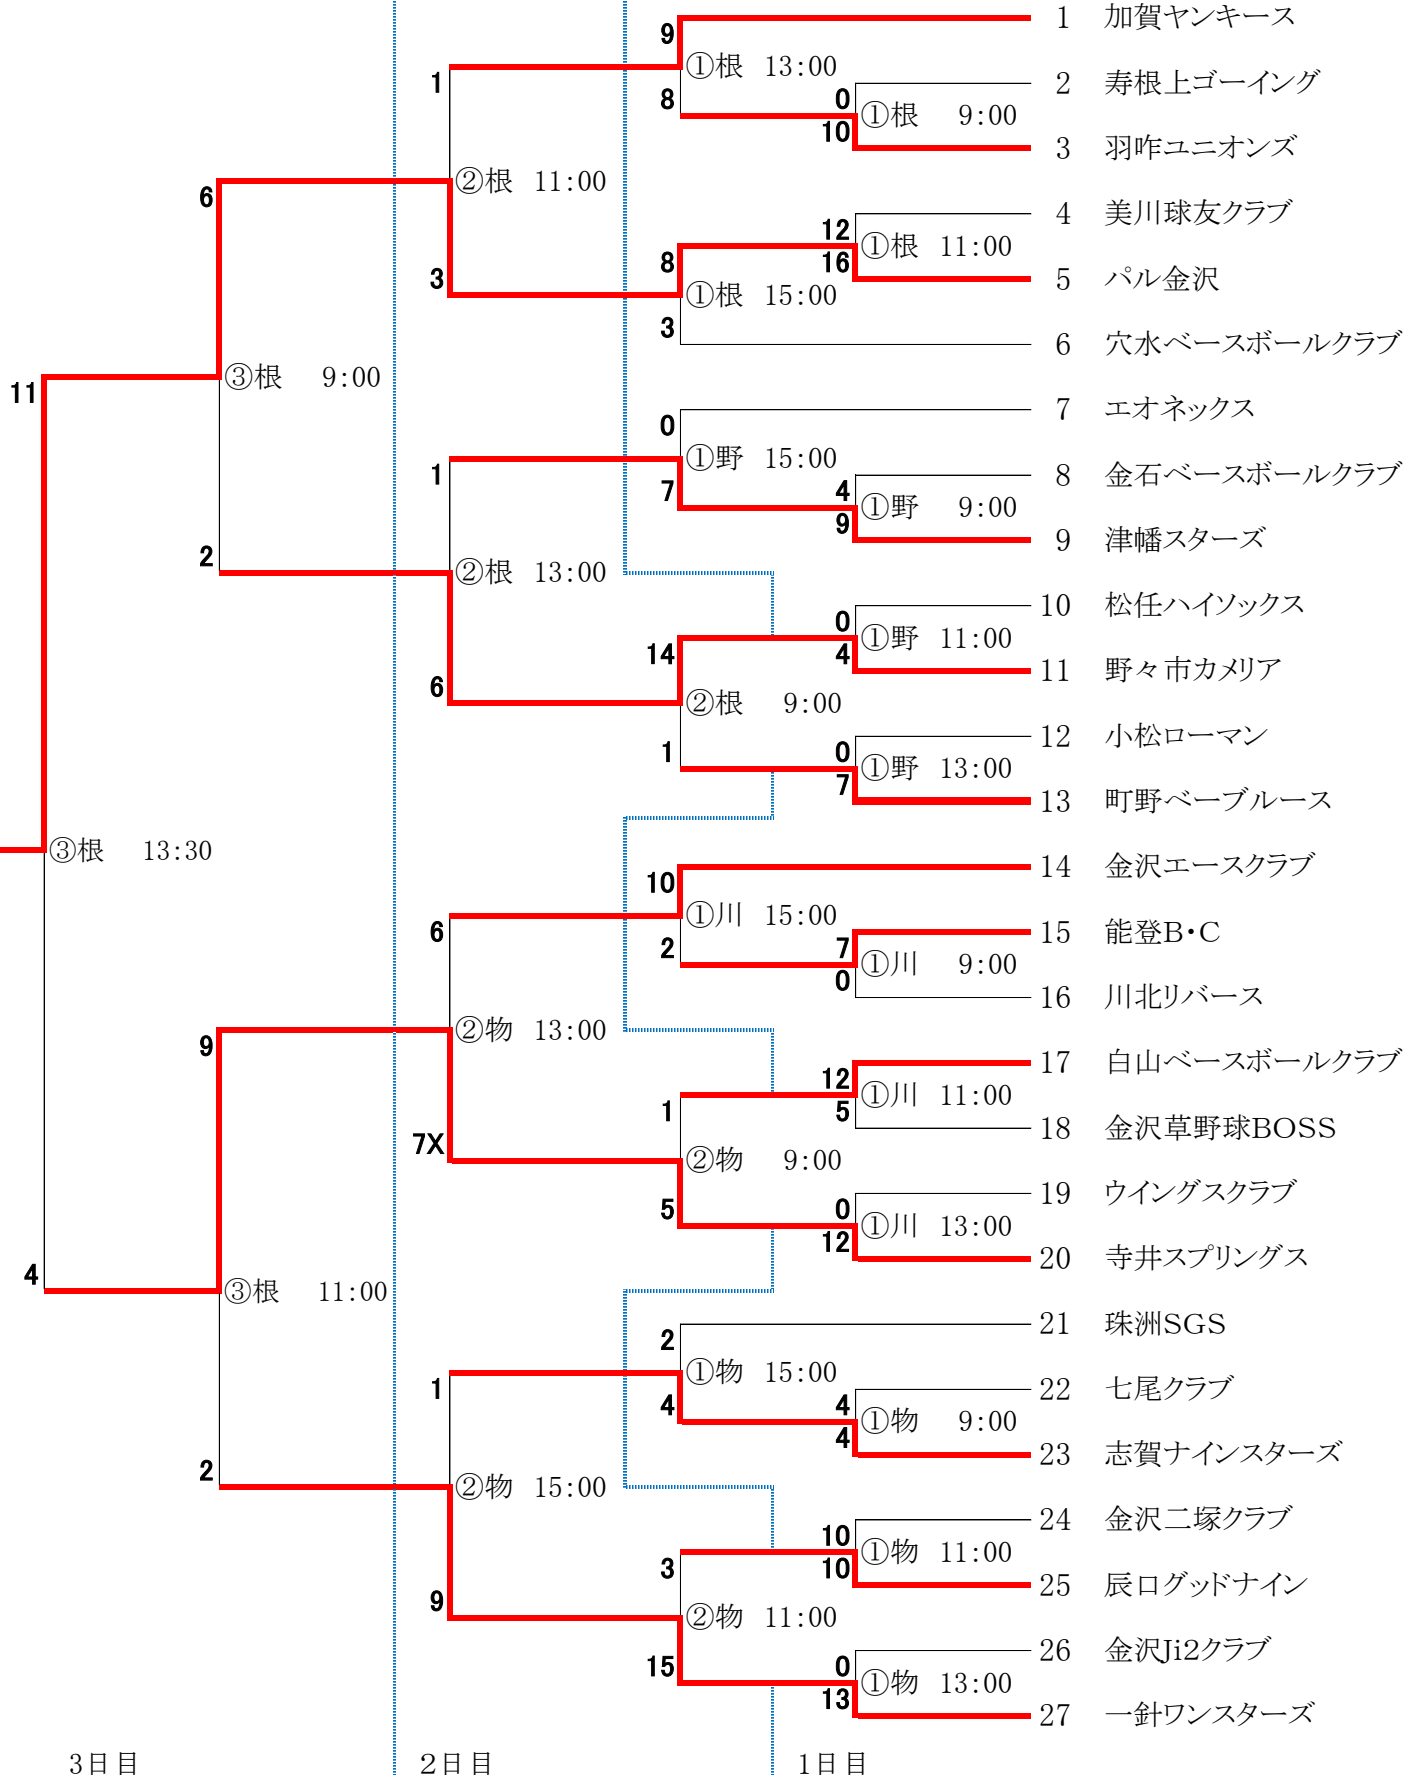 1 加賀ヤンキース
9
①根 13:00
1
2 寿根上ゴーイング
8
0
①根 9:00
10
3 羽咋ユニオンズ
②根 11:00
6
4 美川球友クラブ
12
①根 11:00
8
16
3
5 パル金沢
①根 15:00
3
6 穴水ベースボールクラブ
③根 9:00
11
7 エオネックス
0
①野 15:00
1
8 金石ベースボールクラブ
7
4
①野 9:00
9
9 津幡スターズ
2
②根 13:00
10 松任ハイソックス
0
①野 11:00
14
4
11 野々市カメリア
6
②根 9:00
12 小松ローマン
1
0
①野 13:00
7
13 町野ベーブルース
③根 13:30
14 金沢エースクラブ
10
①川 15:00
6
15 能登B・C
2
7
①川 9:00
0
16 川北リバース
9
②物 13:00
17 白山ベースボールクラブ
12
①川 11:00
1
5
18 金沢草野球BOSS
7X
②物 9:00
19 ウイングスクラブ
5
0
①川 13:00
12
20 寺井スプリングス
4
③根 11:00
21 珠洲SGS
2
①物 15:00
1
22 七尾クラブ
4
4
①物 9:00
4
23 志賀ナインスターズ
2
②物 15:00
24 金沢二塚クラブ
10
①物 11:00
3
10
25 辰口グッドナイン
9
②物 11:00
26 金沢Ji2クラブ
15
0
①物 13:00
13
27 一針ワンスターズ
3日目 2日目 1日目